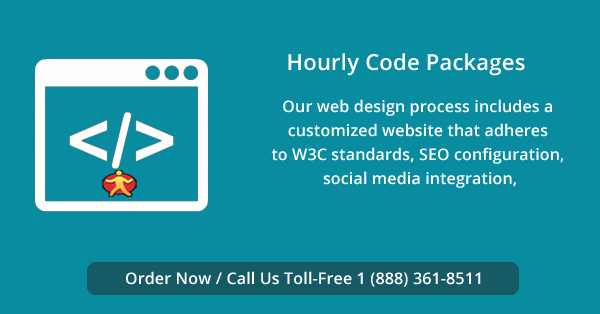 Hourly Code Packages
Our web design process includes a
customized website that adheres
to W3C standards, SEO configuration,
social media integration,
</>
Order Now / Call Us Toll-Free 1 (888) 361-8511